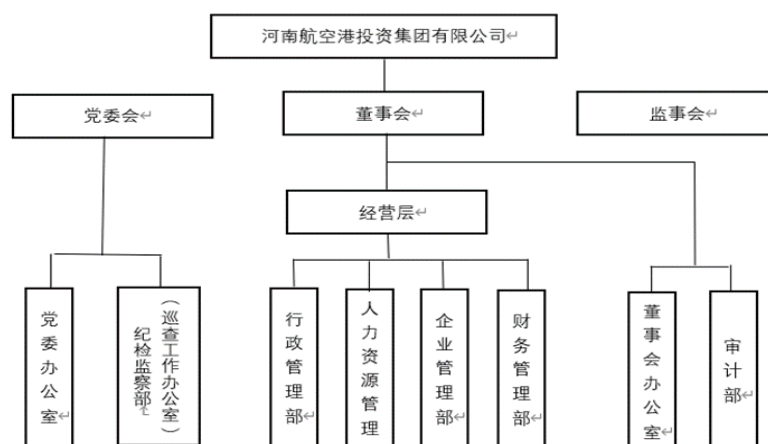 河南航空港投资集团有限公司
党委会
董事会
监事会
经营层
党委办公室
纪检监察部
（巡查工作办公室）
行政管理部
人力资源管理
企业管理部
财务管理部
董事会办公室
审计部